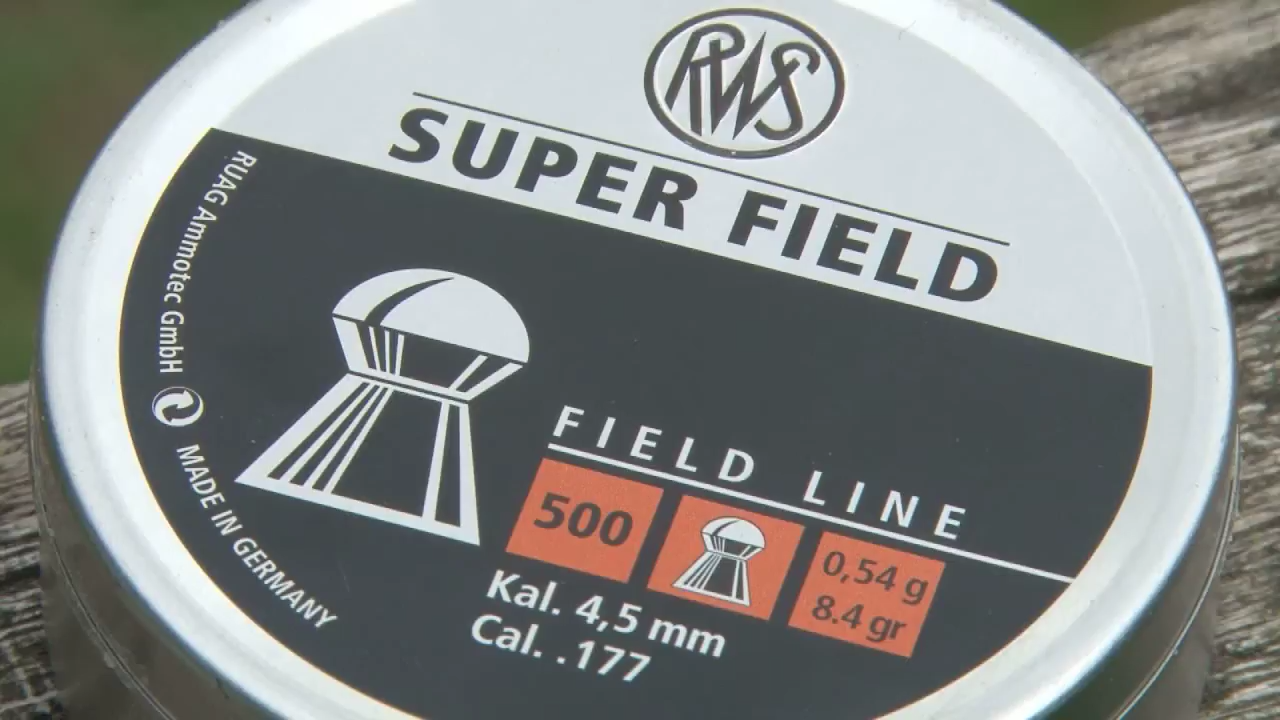 RWS
SUPER FIELD
RUAG Ammotec GmbH
MADE IN GERMANY
FIELD LINE
500
0,54 g
8.4 gr
Kal. 4,5 mm
Cal. .177